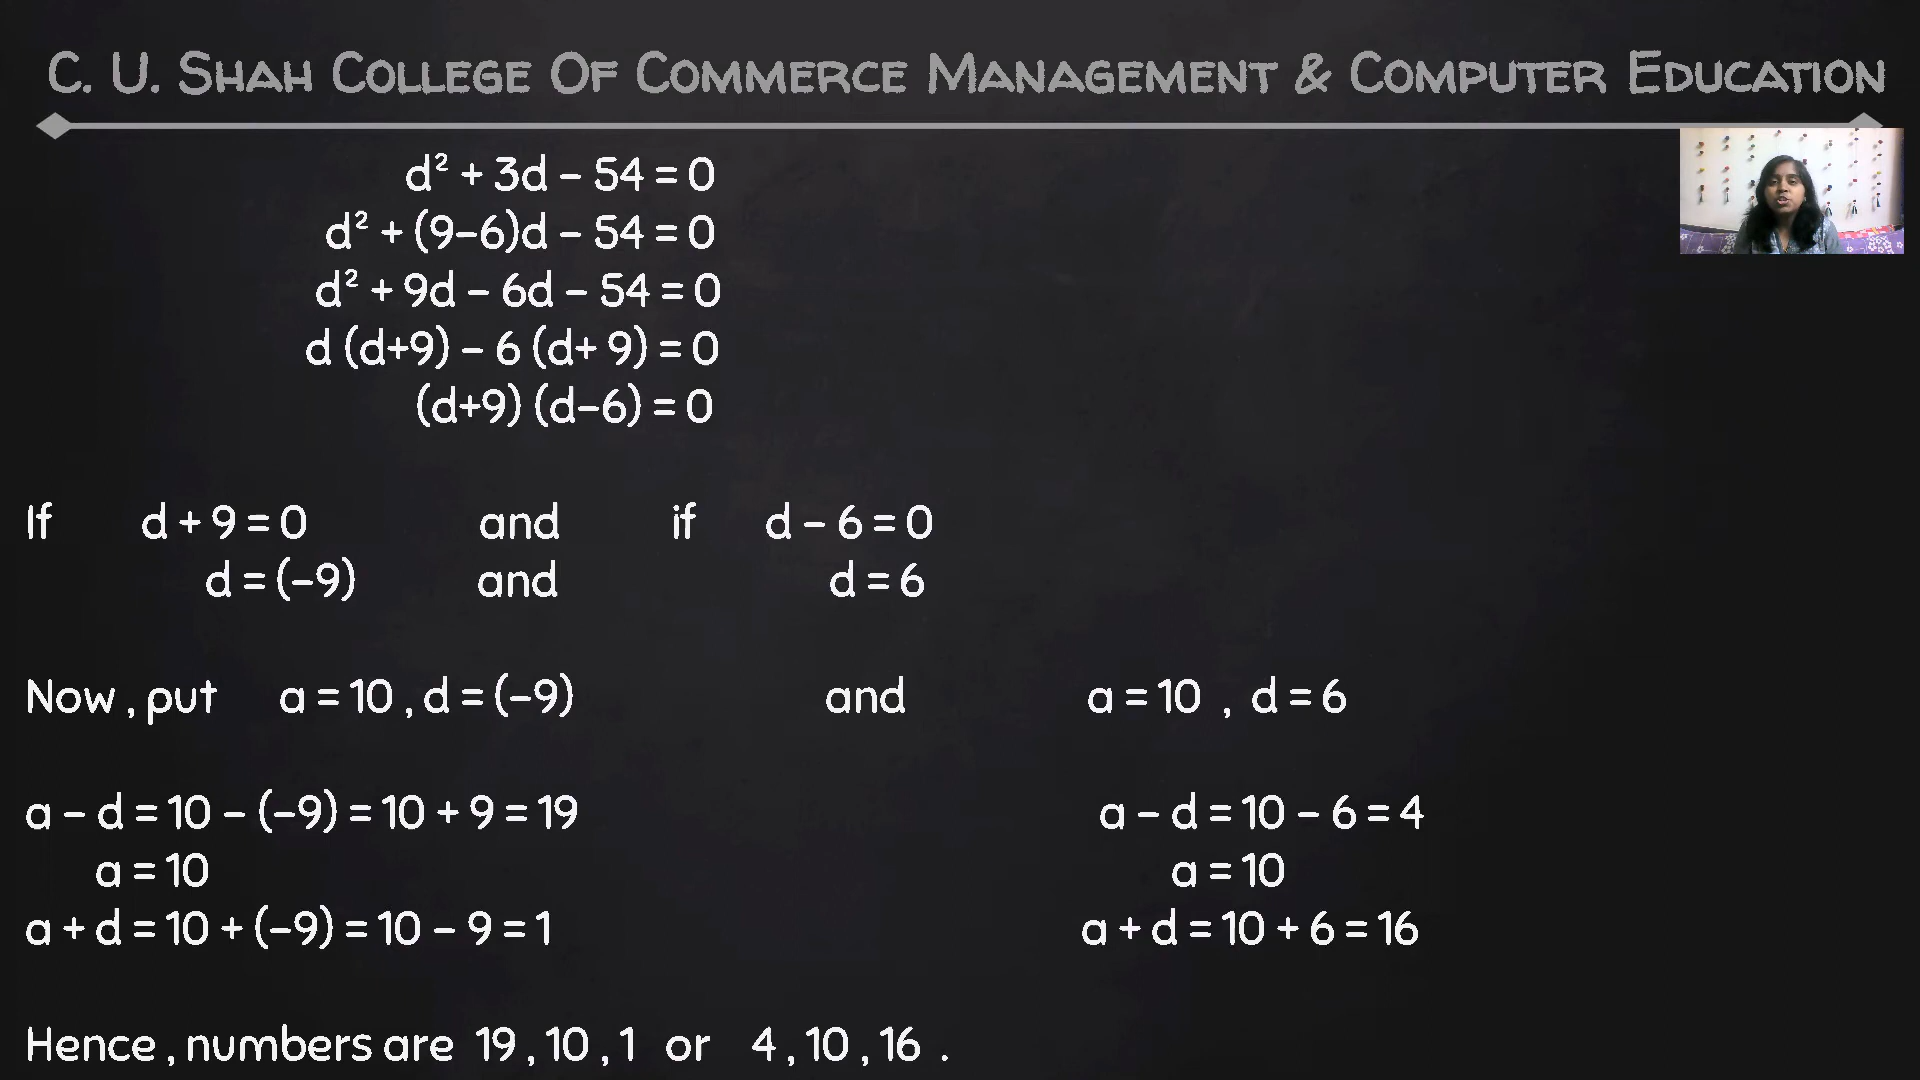 C. U. SHAH COLLEGE OF COMMERCE MANAGEMENT & COMPUTER EDUCATION
d² + 3d – 54 = 0
d² + (9–6)d – 54 = 0
d² + 9d – 6d – 54 = 0
d (d+9) – 6 (d+ 9) = 0
(d+9) (d–6) = 0
If d + 9 = 0 and if d – 6 = 0
d = (–9) and d = 6
Now , put a = 10 , d = (–9) and a = 10 , d = 6
a – d = 10 – (–9) = 10 + 9 = 19 a – d = 10 – 6 = 4
a = 10 a = 10
a + d = 10 + (–9) = 10 – 9 = 1 a + d = 10 + 6 = 16
Hence , numbers are 19 , 10 , 1 or 4 , 10 , 16 .